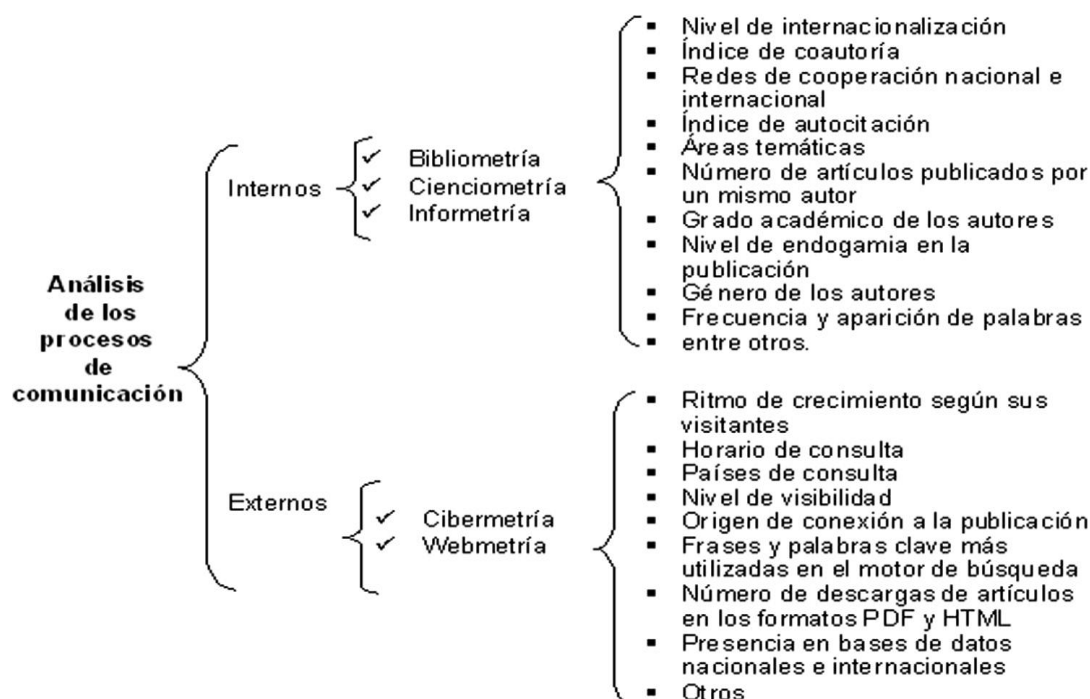 Análisis
de los
procesos
de
comunicación
Internos
✓ Bibliometría
✓ Cienciometría
✓ Informetría
▪ Nivel de internacionalización
▪ Índice de coautoría
▪ Redes de cooperación nacional e
internacional
▪ Índice de autocitación
▪ Áreas temáticas
▪ Número de artículos publicados por
un mismo autor
▪ Grado académico de los autores
▪ Nivel de endogamia en la
publicación
▪ Género de los autores
▪ Frecuencia y aparición de palabras
▪ entre otros.
Externos
✓ Cibermetría
✓ Webmetría
▪ Ritmo de crecimiento según sus
visitantes
▪ Horario de consulta
▪ Países de consulta
▪ Nivel de visibilidad
▪ Origen de conexión a la publicación
▪ Frases y palabras clave más
utilizadas en el motor de búsqueda
▪ Número de descargas de artículos
en los formatos PDF y HTML
▪ Presencia en bases de datos
nacionales e internacionales
▪ Otros